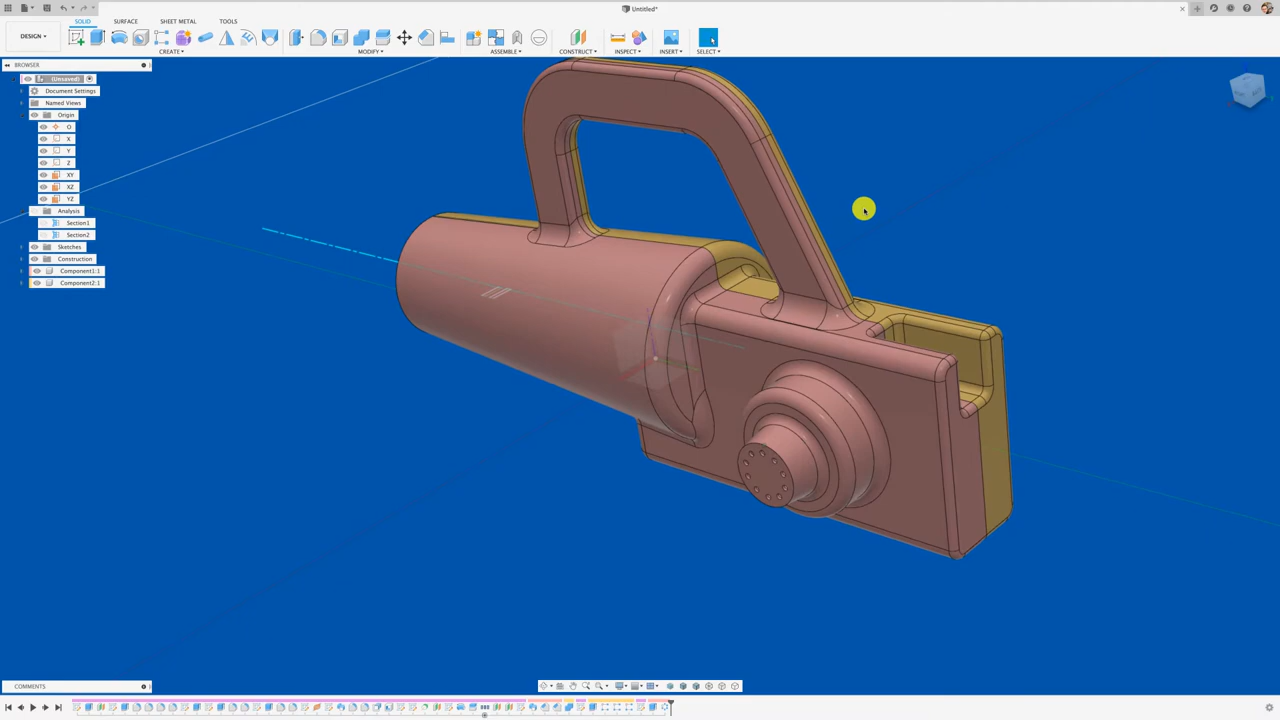 Untitled*
DESIGN
SOLID SURFACE SHEET METAL TOOLS
CREATE MODIFY ASSEMBLE CONSTRUCT INSPECT INSERT SELECT
BROWSER
(Unsaved)
Document Settings
Named Views
Origin
O
X
Y
Z
XY
XZ
YZ
Analysis
Section1
Section2
Sketches
Construction
Component1:1
Component2:1
COMMENTS